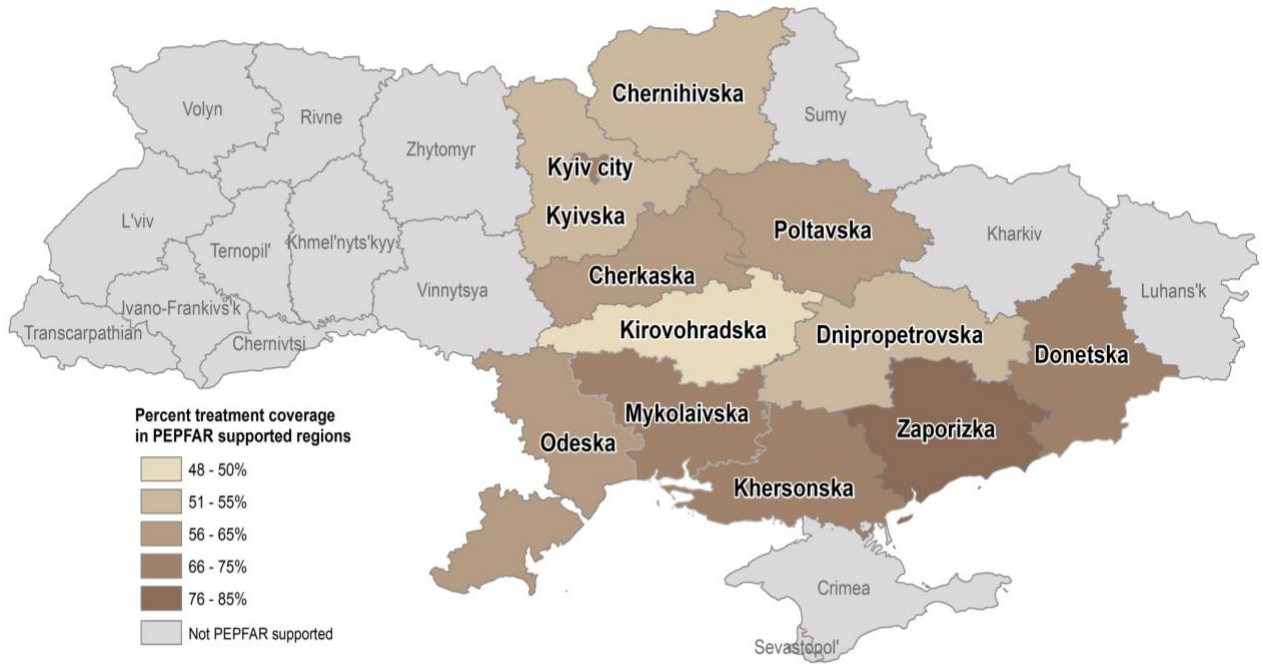 Chernihivska
Volyn
Rivne
Sumy
Zhytomyr
Kyiv city
L'viv
Kyivska
Poltavska
Ternopil'
Khmel'nyts'kyy
Kharkiv
Cherkaska
Vinnytsya
Luhans'k
Ivano-Frankivs'k
Transcarpathian
Chernivtsi
Kirovohradska
Dnipropetrovska
Donetska
Mykolaivska
Odeska
Zaporizka
Khersonska
Crimea
Sevastopol'
Percent treatment coverage
in PEPFAR supported regions
48 - 50%
51 - 55%
56 - 65%
66 - 75%
76 - 85%
Not PEPFAR supported